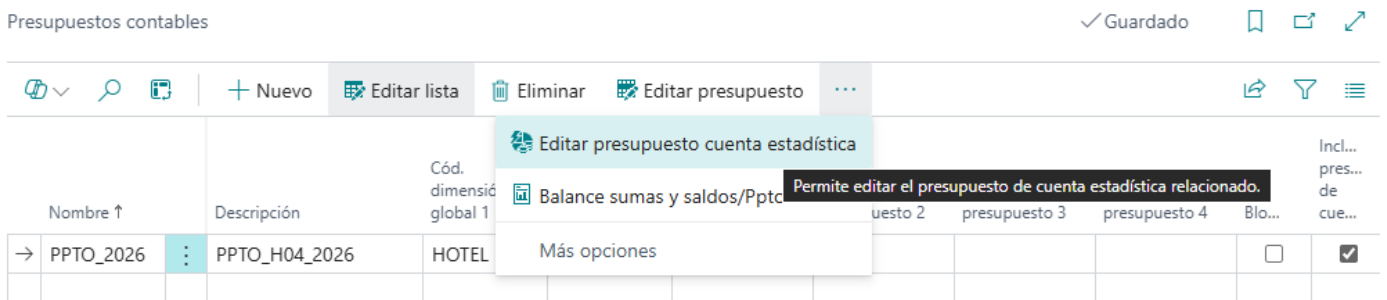 Presupuestos contables
Guardado
Nuevo
Editar lista
Eliminar
Editar presupuesto
...
Editar presupuesto cuenta estadística
Permite editar el presupuesto de cuenta estadística relacionado.
Balance sumas y saldos/Ppto
Más opciones
Nombre ↑
Descripción
Cód.
dimensió
global 1
uesto 2
presupuesto 3
presupuesto 4
Blo...
Incl...
pres...
de
cue...
PPTO_2026
PPTO_H04_2026
HOTEL